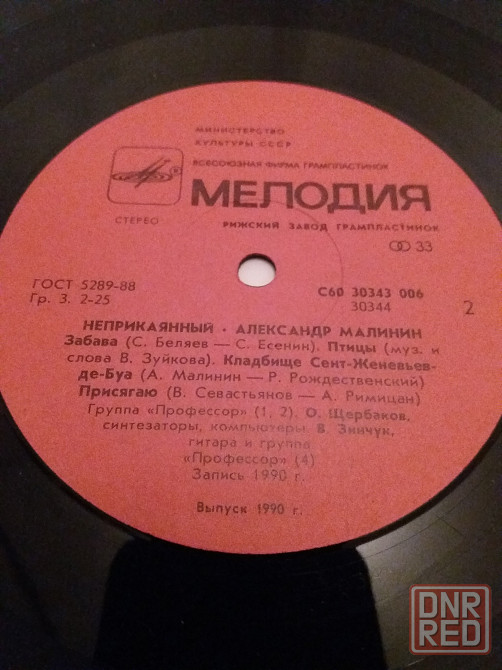 МИНИСТЕРСТВО
КУЛЬТУРЫ СССР
ВСЕСОЮЗНАЯ ФИРМА ГРАМПЛАСТИНОК
МЕЛОДИЯ
СТЕРЕО
РИЖСКИЙ ЗАВОД ГРАМПЛАСТИНОК
33
ГОСТ 5289-88
Гр. 3. 2-25
С60 30343 006
30344
2
НЕПРИКАЯННЫЙ · АЛЕКСАНДР МАЛИНИН
Забава (С. Беляев — С. Есенин). Птицы (муз. и
слова В. Зуйкова). Кладбище Сент-Женевьев-
де-Буа (А. Малинин — Р. Рождественский)
Присягаю (В. Севастьянов — А. Римицан)
Группа «Профессор» (1, 2), О. Щербаков,
синтезаторы, компьютеры. В. Зинчук,
гитара и группа
«Профессор» (4)
Запись 1990 г.
Выпуск 1990 г.
DNR
RED